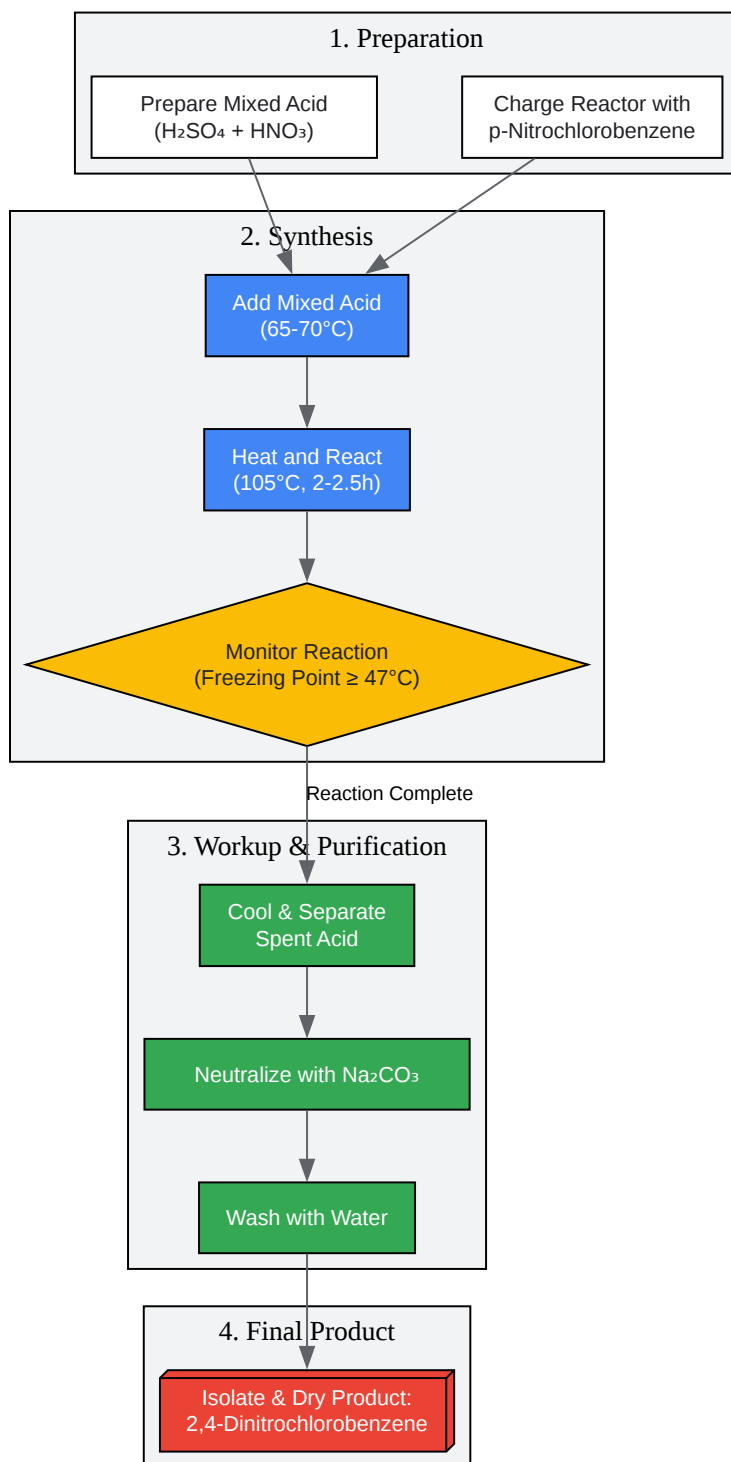 1. Preparation
Prepare Mixed Acid
(H₂SO₄ + HNO₃)
Charge Reactor with
p-Nitrochlorobenzene
2. Synthesis
Add Mixed Acid
(65-70°C)
Heat and React
(105°C, 2-2.5h)
Monitor Reaction
(Freezing Point ≥ 47°C)
Reaction Complete
3. Workup & Purification
Cool & Separate
Spent Acid
Neutralize with Na₂CO₃
Wash with Water
4. Final Product
Isolate & Dry Product:
2,4-Dinitrochlorobenzene